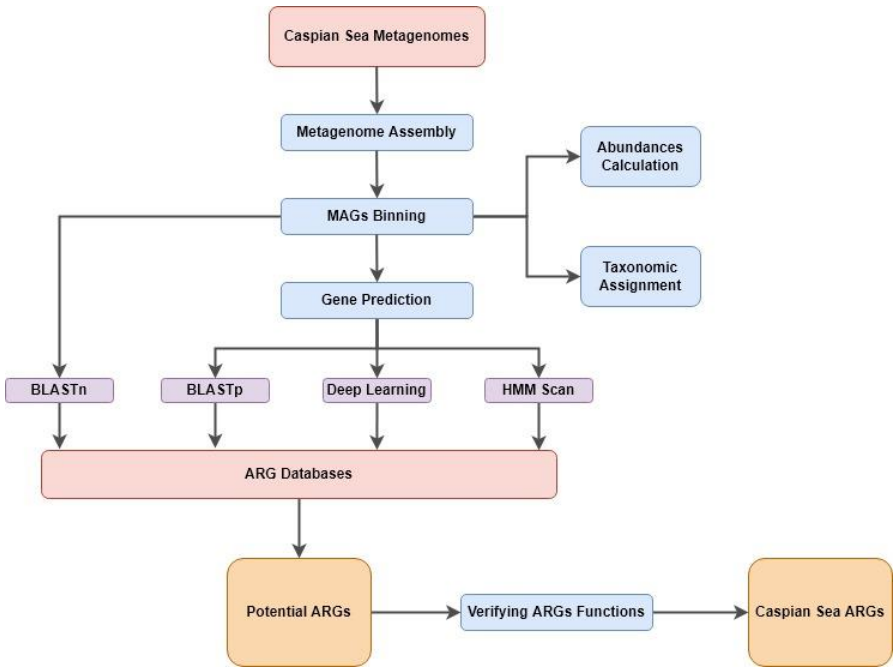 Caspian Sea Metagenomes
Metagenome Assembly
Abundances
Calculation
MAGs Binning
Taxonomic
Assignment
Gene Prediction
BLASTn
BLASTp
Deep Learning
HMM Scan
ARG Databases
Potential ARGs
Verifying ARGs Functions
Caspian Sea ARGs